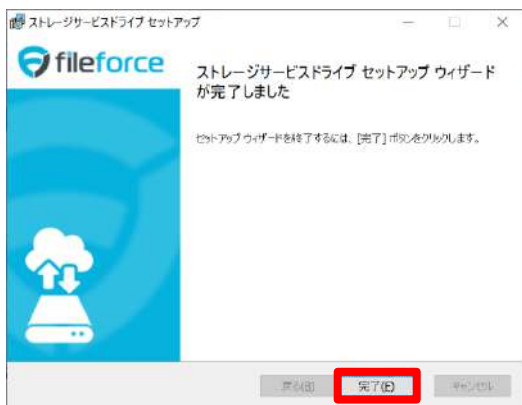 ストレージサービスドライブ セットアップ
fileforce
ストレージサービスドライブ セットアップ ウィザード
が完了しました
セットアップ ウィザードを終了するには、[完了] ボタンをクリックします。
戻る(B)
完了(F)
キャンセル